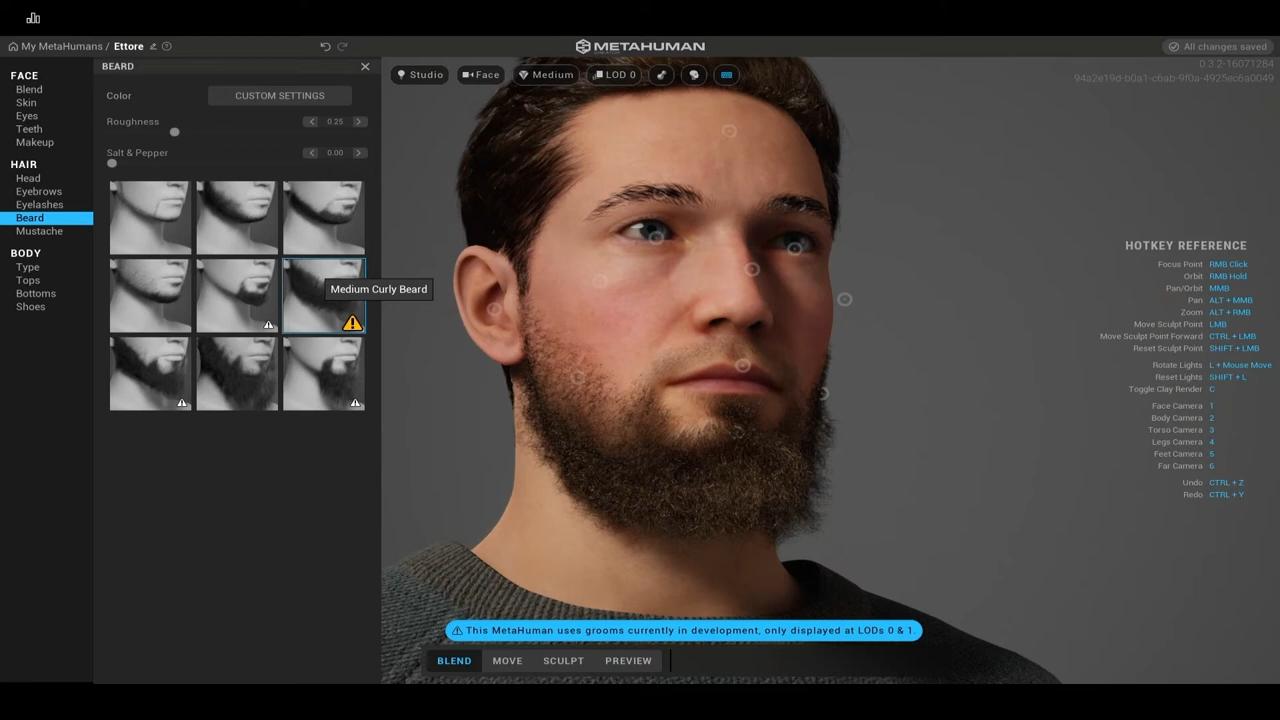 My MetaHumans / Ettore
METAHUMAN
All changes saved
0.3.2-16071284
94a2e19d-b0a1-c6ab-9f0a-4925ec6a0049
FACE
Blend
Skin
Eyes
Teeth
Makeup
HAIR
Head
Eyebrows
Eyelashes
Beard
Mustache
BODY
Type
Tops
Bottoms
Shoes
BEARD
Color
CUSTOM SETTINGS
Roughness
0.25
Salt & Pepper
0.00
Medium Curly Beard
Studio
Face
Medium
LOD 0
HOTKEY REFERENCE
Focus Point RMB Click
Orbit RMB Hold
Pan/Orbit MMB
Pan ALT + MMB
Zoom ALT + RMB
Move Sculpt Point LMB
Move Sculpt Point Forward CTRL + LMB
Reset Sculpt Point SHIFT + LMB
Rotate Lights L + Mouse Move
Reset Lights SHIFT + L
Toggle Clay Render C
Face Camera 1
Body Camera 2
Torso Camera 3
Legs Camera 4
Feet Camera 5
Far Camera 6
Undo CTRL + Z
Redo CTRL + Y
This MetaHuman uses grooms currently in development, only displayed at LODs 0 & 1.
BLEND
MOVE
SCULPT
PREVIEW